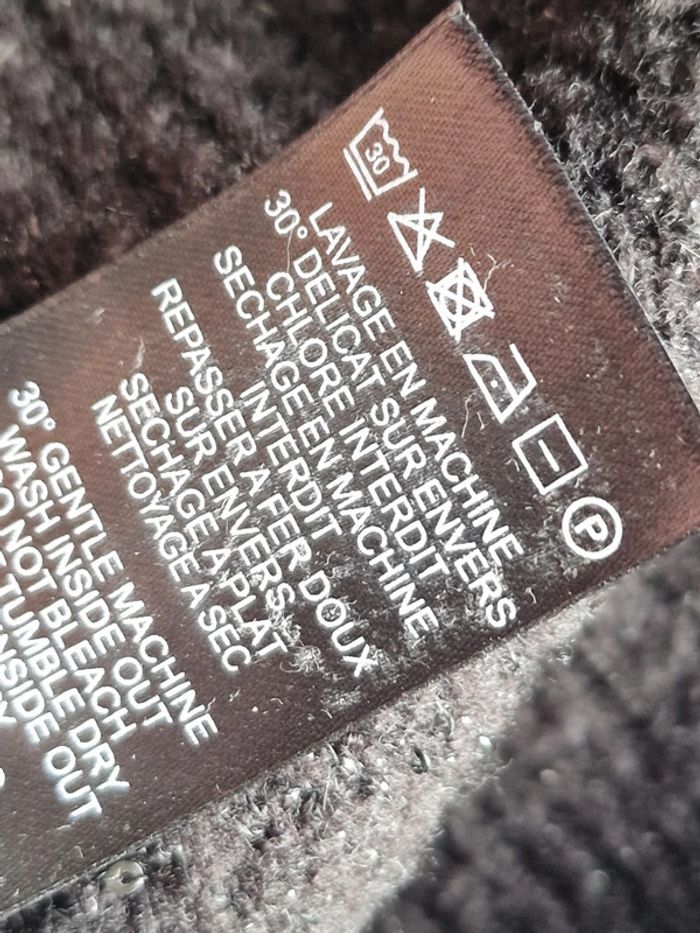 30
P
LAVAGE EN MACHINE
30° DELICAT SUR ENVERS
CHLORE INTERDIT
SECHAGE EN MACHINE
INTERDIT
REPASSER A FER DOUX
SUR ENVERS
SECHAGE A PLAT
NETTOYAGE A SEC
30° GENTLE MACHINE
WASH INSIDE OUT
NOT BLEACH
TUMBLE DRY
INSIDE OUT